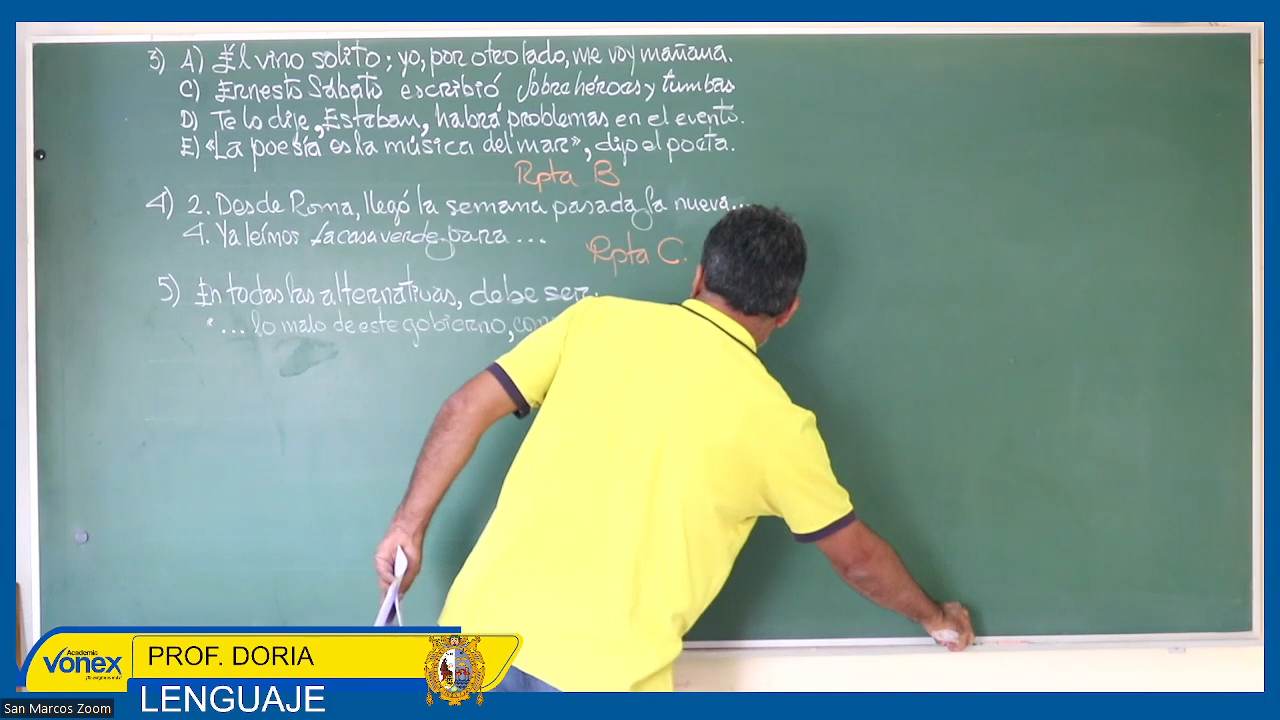 3) A) Él vino solito; yo, por otro lado, me voy mañana.
C) Ernesto Sábato escribió Sobre héroes y tumbas
D) Te lo dije, Esteban, habrá problemas en el evento.
E) «La poesía es la música del mar», dijo el poeta.
Rpta B
4) 2. Desde Roma, llegó la semana pasada la nueva...
4. Ya leímos La casa verde para ...
Rpta C.
5) En todas las alternativas, debe ser:
* ... lo malo de este gobierno,
Academia
vonex
PROF. DORIA
LENGUAJE
San Marcos Zoom